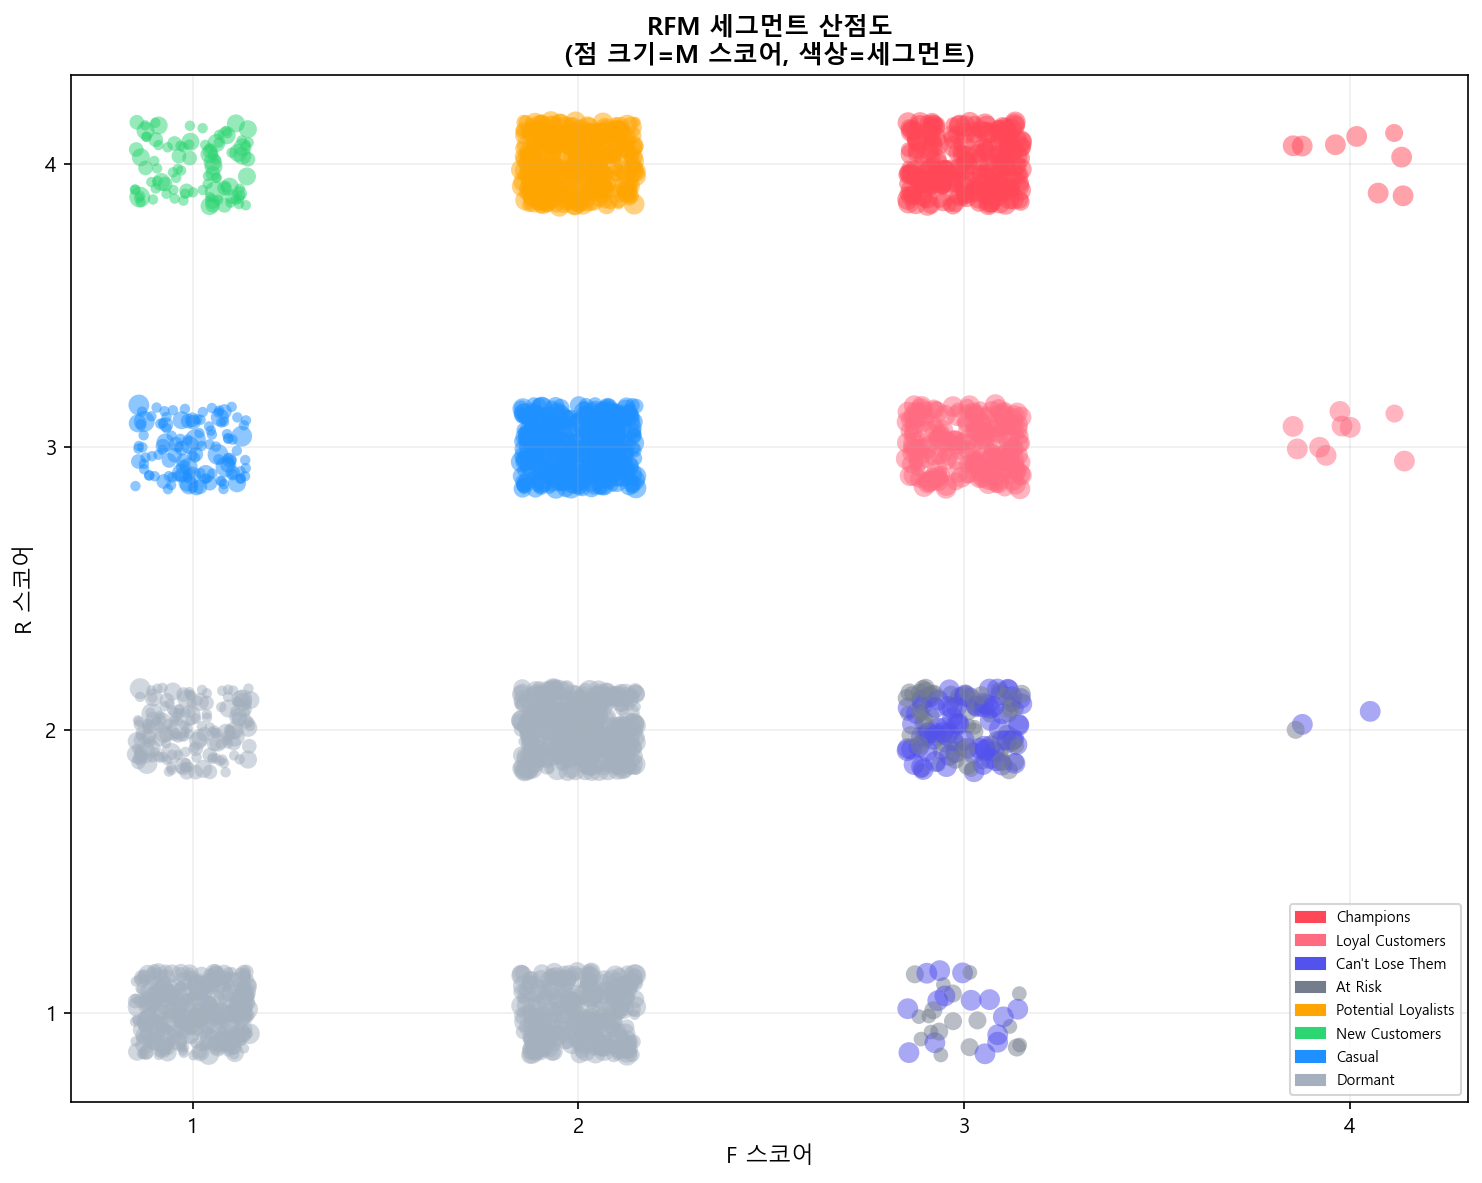 RFM 세그먼트 산점도
(점 크기=M 스코어, 색상=세그먼트)
R 스코어
4
3
2
1
1
2
3
4
F 스코어
Champions
Loyal Customers
Can't Lose Them
At Risk
Potential Loyalists
New Customers
Casual
Dormant